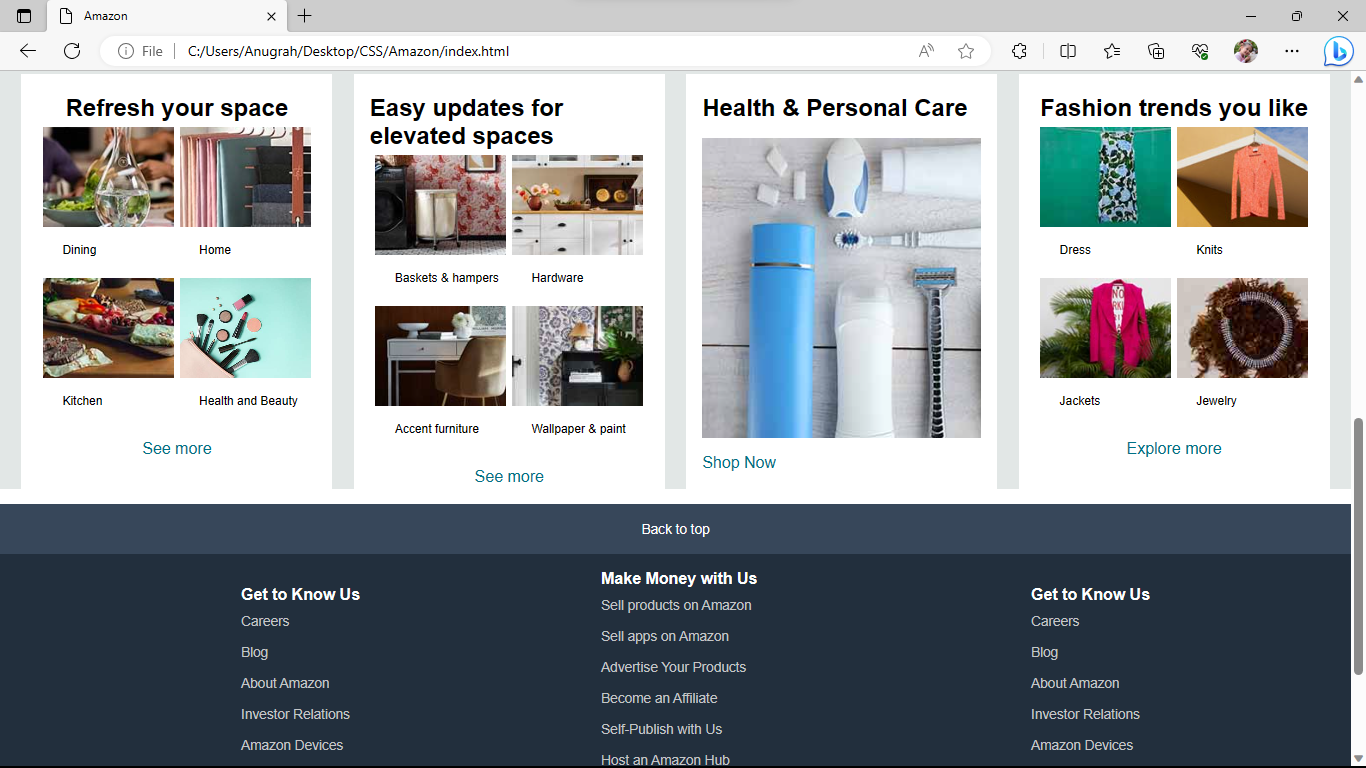 Amazon
File
C:/Users/Anugrah/Desktop/CSS/Amazon/index.html
Refresh your space
Dining
Home
Kitchen
Health and Beauty
See more
Easy updates for
elevated spaces
Baskets & hampers
Hardware
Accent furniture
Wallpaper & paint
See more
Health & Personal Care
Shop Now
Fashion trends you like
Dress
Knits
Jackets
Jewelry
Explore more
Back to top
Get to Know Us
Careers
Blog
About Amazon
Investor Relations
Amazon Devices
Make Money with Us
Sell products on Amazon
Sell apps on Amazon
Advertise Your Products
Become an Affiliate
Self-Publish with Us
Host an Amazon Hub
Get to Know Us
Careers
Blog
About Amazon
Investor Relations
Amazon Devices